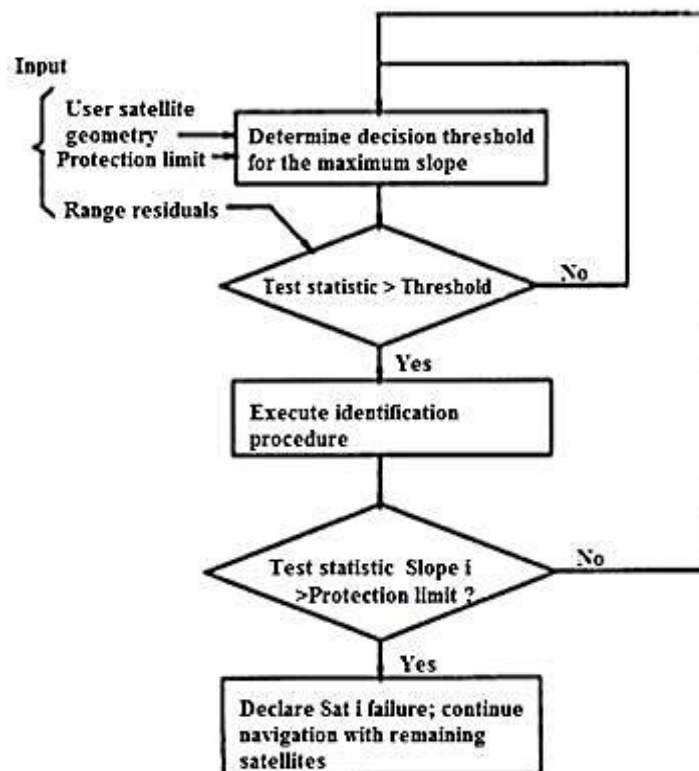 Input
User satellite
geometry
Protection limit
Range residuals
Determine decision threshold
for the maximum slope
Test statistic > Threshold
No
Yes
Execute identification
procedure
Test statistic Slope i
>Protection limit ?
No
Yes
Declare Sat i failure; continue
navigation with remaining
satellites